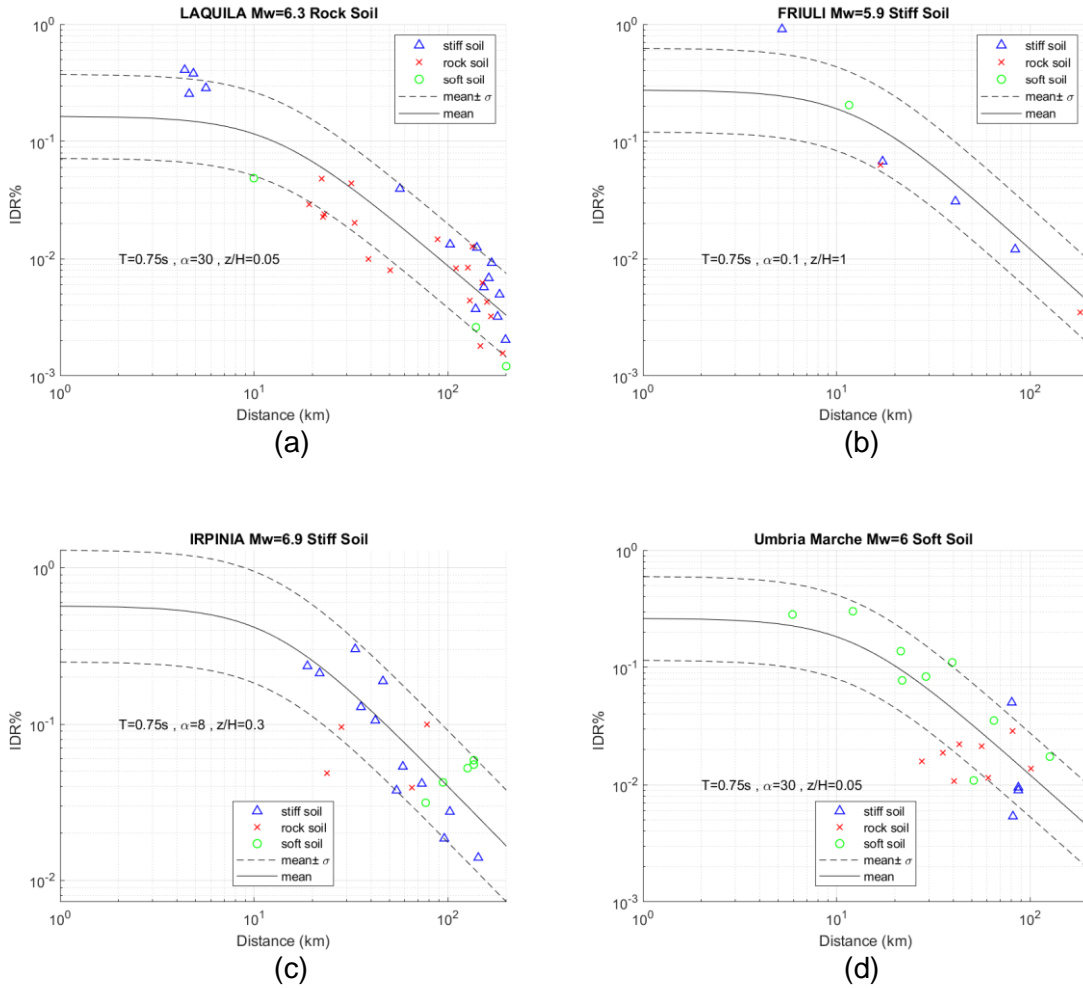 LAQUILA Mw=6.3 Rock Soil
10^0
10^-1
10^-2
10^-3
IDR%
stiff soil
rock soil
soft soil
mean± σ
mean
T=0.75s , α=30 , z/H=0.05
10^0
10^1
10^2
Distance (km)
(a)
FRIULI Mw=5.9 Stiff Soil
10^0
10^-1
10^-2
10^-3
IDR%
stiff soil
rock soil
soft soil
mean± σ
mean
T=0.75s , α=0.1 , z/H=1
10^0
10^1
10^2
Distance (km)
(b)
IRPINIA Mw=6.9 Stiff Soil
10^0
10^-1
10^-2
IDR%
T=0.75s , α=8 , z/H=0.3
stiff soil
rock soil
soft soil
mean± σ
mean
10^0
10^1
10^2
Distance (km)
(c)
Umbria Marche Mw=6 Soft Soil
10^0
10^-1
10^-2
10^-3
IDR%
T=0.75s , α=30 , z/H=0.05
stiff soil
rock soil
soft soil
mean± σ
mean
10^0
10^1
10^2
Distance (km)
(d)